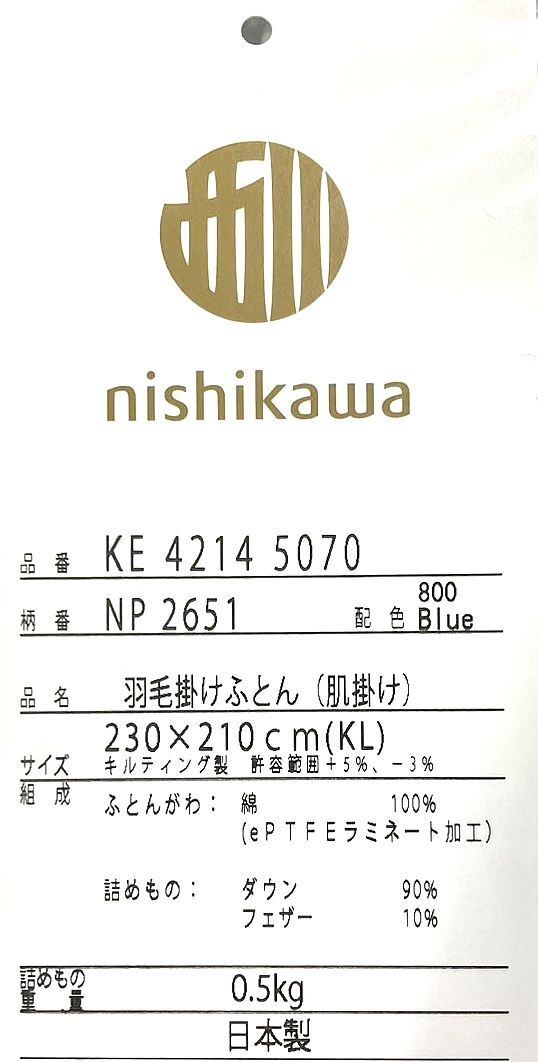 nishikawa
品番 KE 4214 5070
柄番 NP 2651 配色 800 Blue
品名 羽毛掛けふとん（肌掛け）
230×210cm(KL)
サイズ キルティング製 許容範囲+5%、-3%
組成 ふとんがわ： 綿 100%
(ePTFEラミネート加工)
詰めもの： ダウン 90%
フェザー 10%
詰めもの重量 0.5kg
日本製